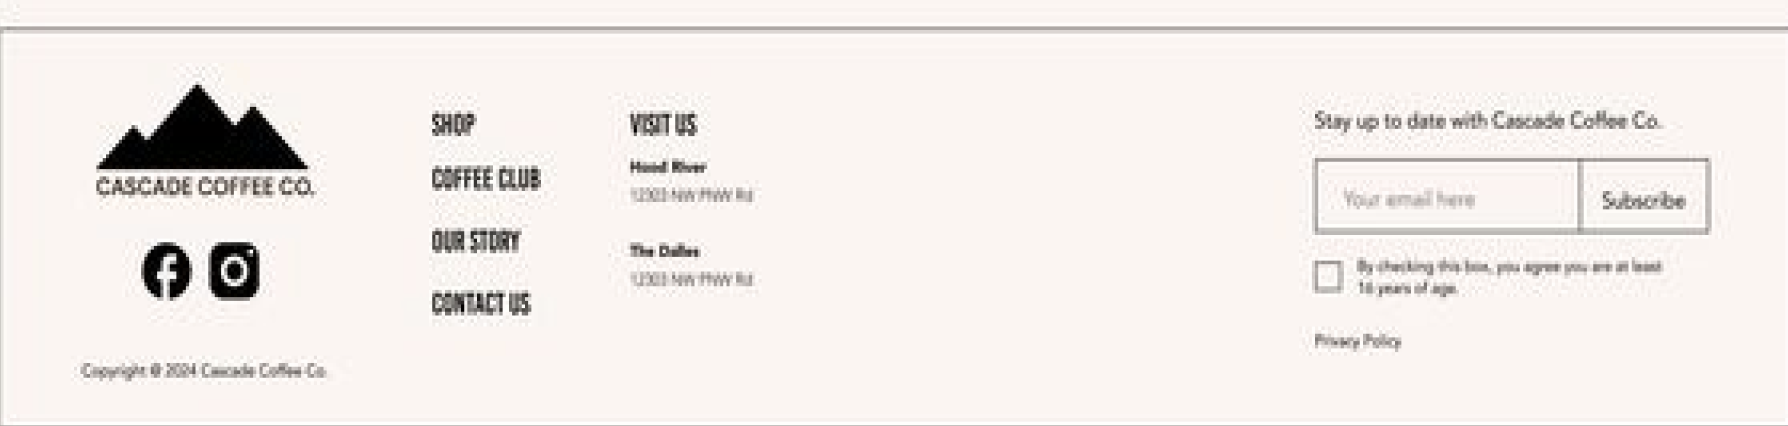 CASCADE COFFEE CO.
Copyright © 2024 Cascade Coffee Co.
SHOP
COFFEE CLUB
OUR STORY
CONTACT US
VISIT US
Hood River
12303 NW PNW Rd
The Dalles
12303 NW PNW Rd
Stay up to date with Cascade Coffee Co.
Your email here
Subscribe
By checking this box, you agree you are at least
16 years of age.
Privacy Policy